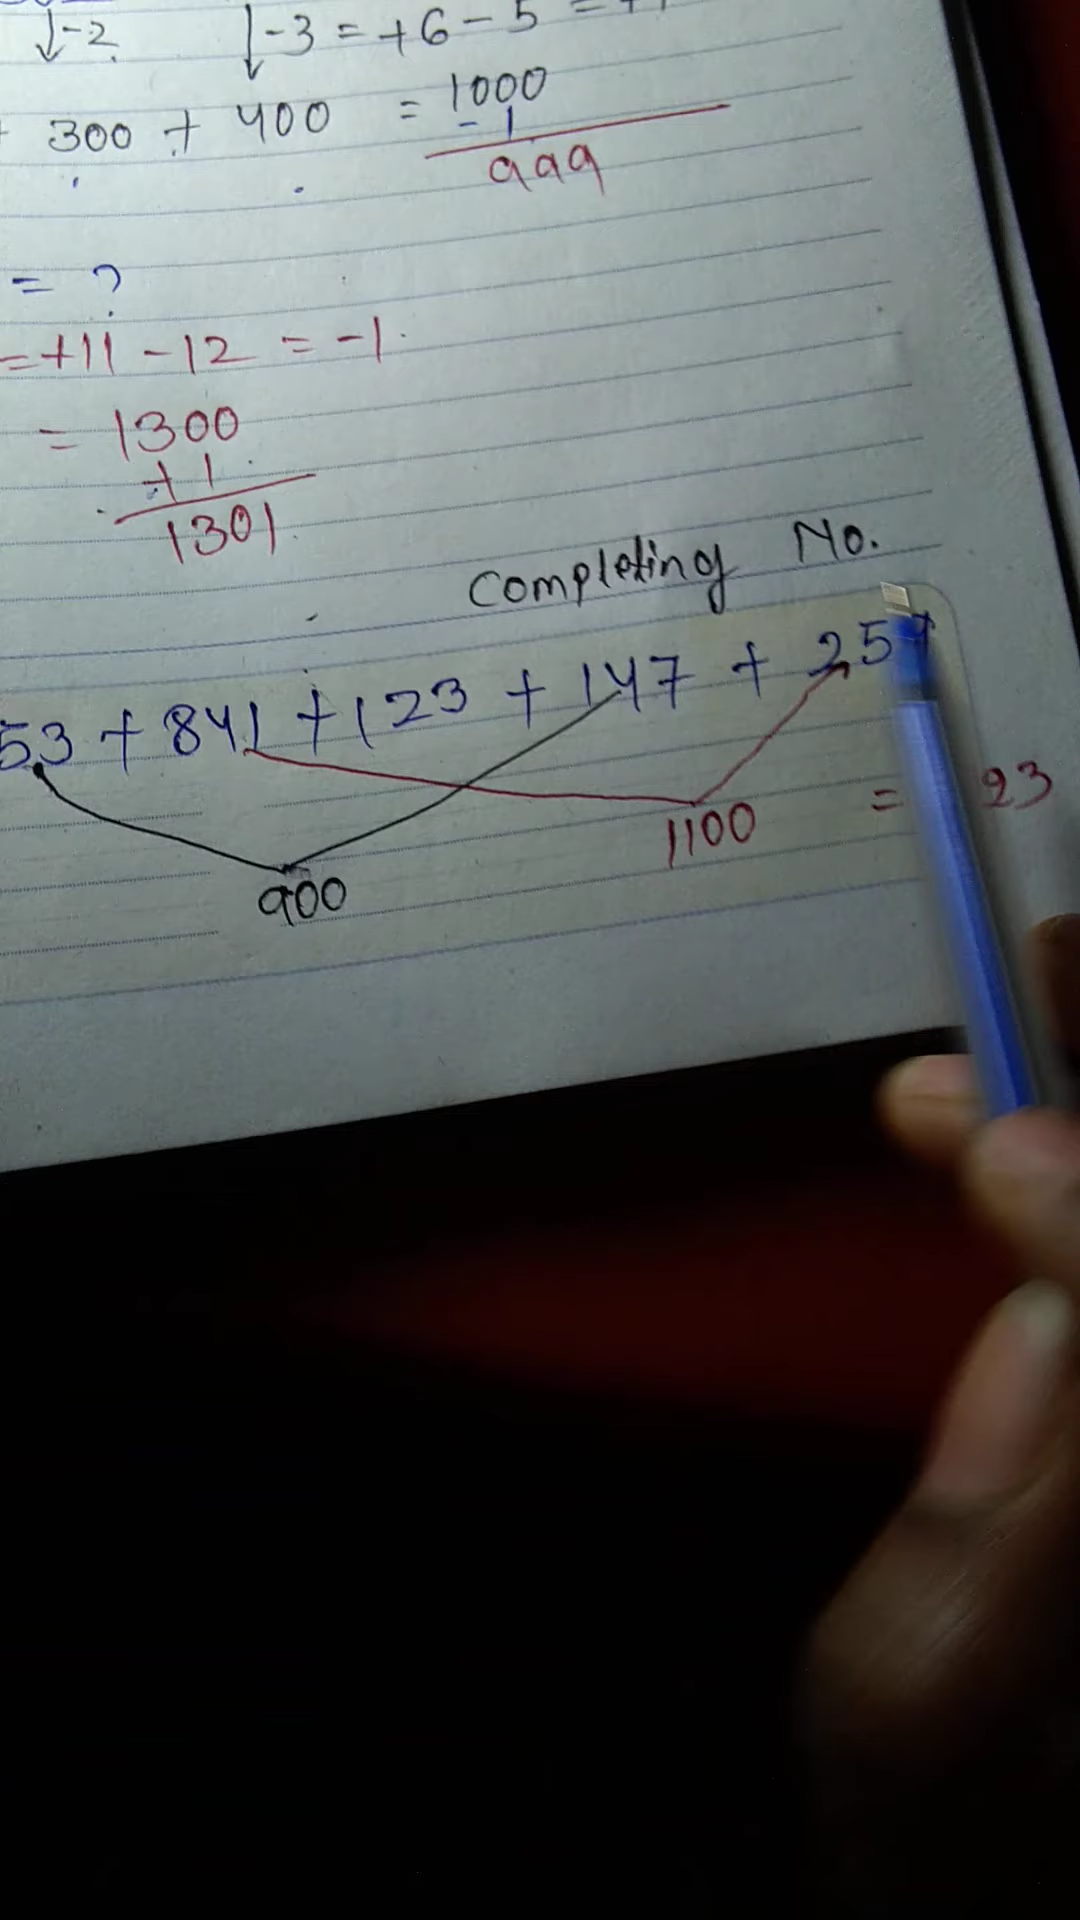 ↓-2 ↓-3 = +6 - 5 =
+ 300 + 400 = 1000
- 1
999
= ?
= +11 - 12 = -1
= 1300
+1
1301
Completing No.
53 + 841 + 123 + 147 + 25
= 23
1100
900